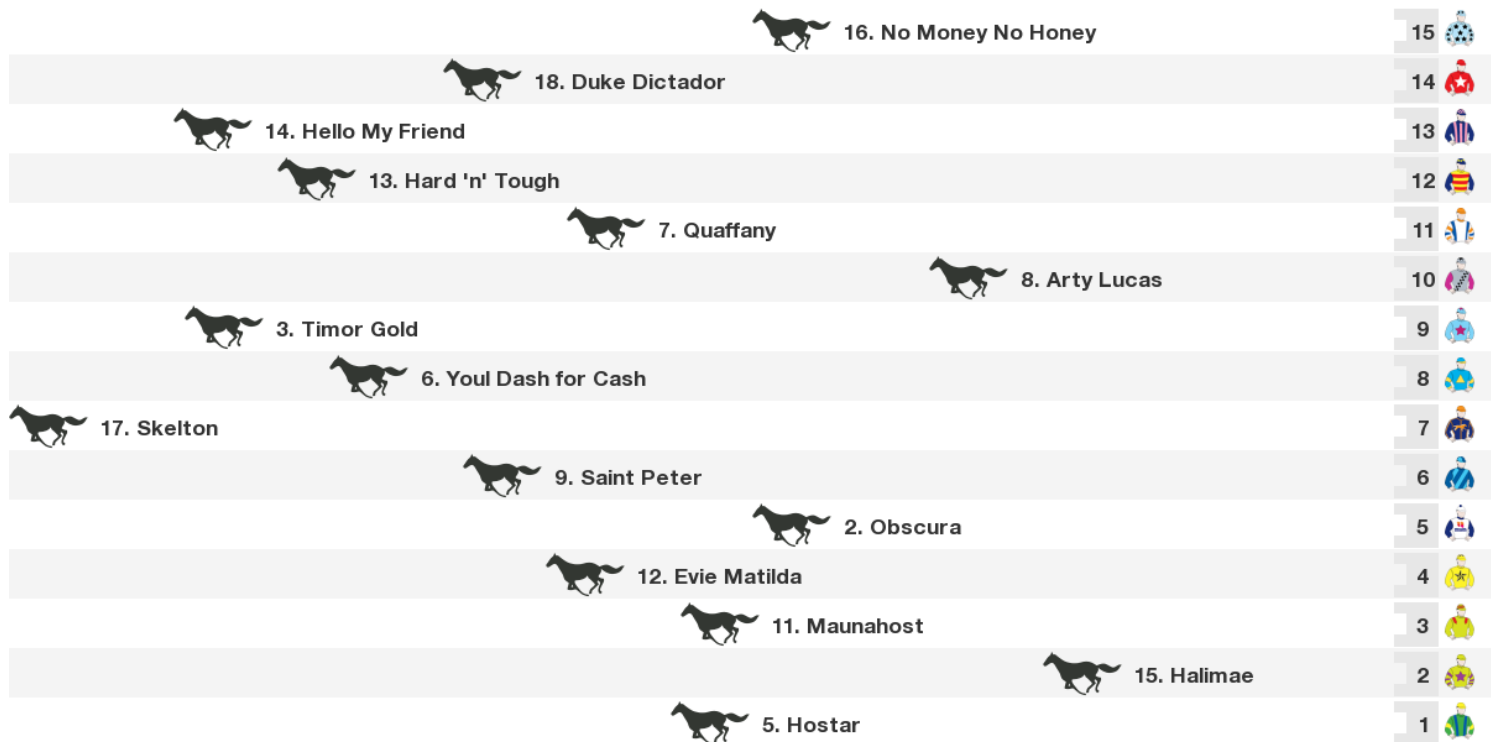 16. No Money No Honey 15
18. Duke Dictador 14
14. Hello My Friend 13
13. Hard 'n' Tough 12
7. Quaffany 11
8. Arty Lucas 10
3. Timor Gold 9
6. Youl Dash for Cash 8
17. Skelton 7
9. Saint Peter 6
2. Obscura 5
12. Evie Matilda 4
11. Maunahost 3
15. Halimae 2
5. Hostar 1